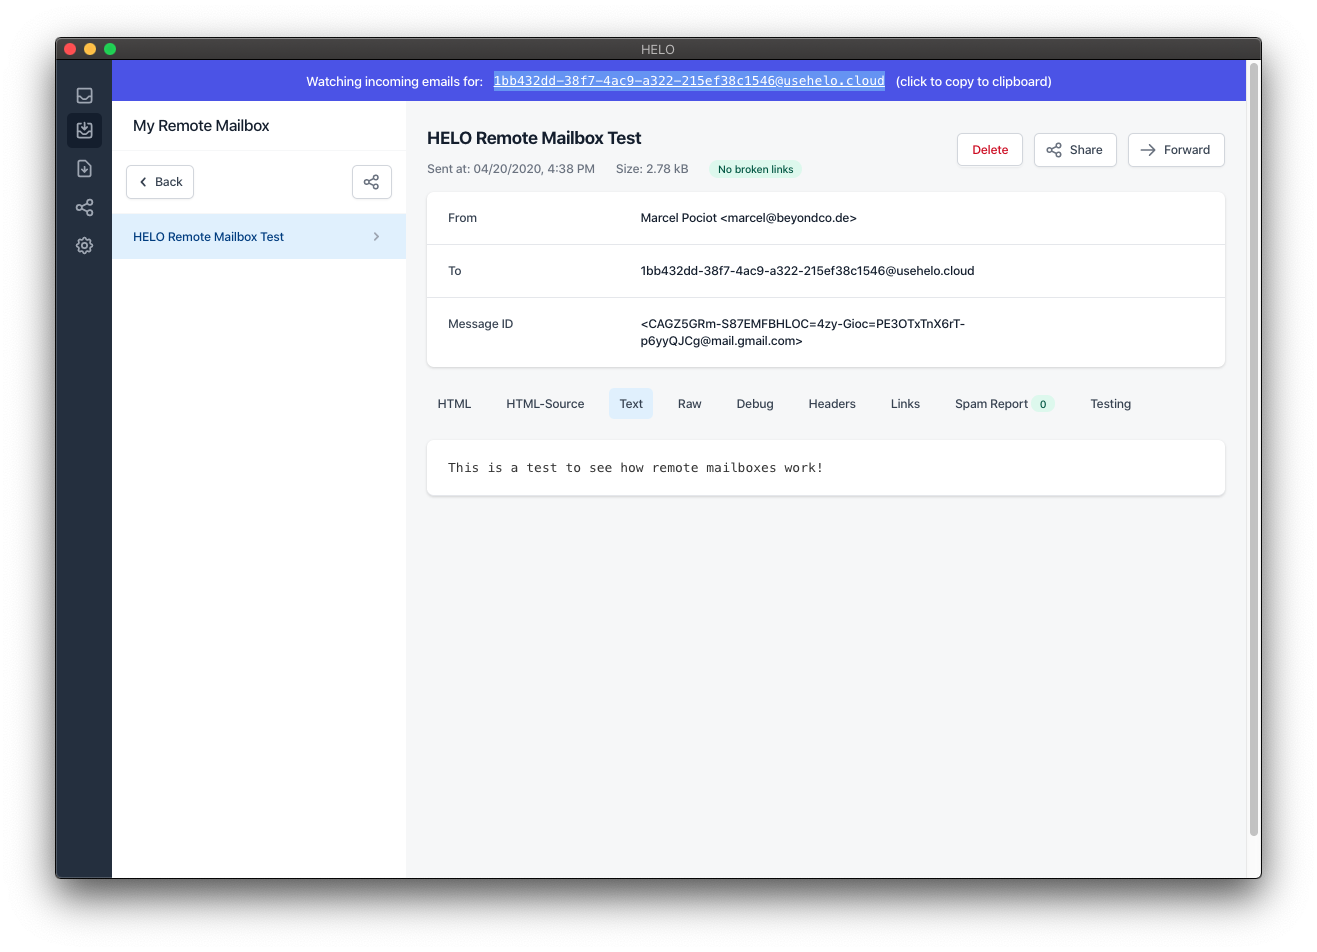 HELO
Watching incoming emails for: 1bb432dd-38f7-4ac9-a322-215ef38c1546@usehelo.cloud (click to copy to clipboard)
My Remote Mailbox
Back
HELO Remote Mailbox Test
HELO Remote Mailbox Test
Delete
Share
Forward
Sent at: 04/20/2020, 4:38 PM Size: 2.78 kB No broken links
From Marcel Pociot <marcel@beyondco.de>
To 1bb432dd-38f7-4ac9-a322-215ef38c1546@usehelo.cloud
Message ID <CAGZ5GRm-S87EMFBHLOC=4zy-Gioc=PE3OTxTnX6rT-
p6yyQJCg@mail.gmail.com>
HTML HTML-Source Text Raw Debug Headers Links Spam Report 0 Testing
This is a test to see how remote mailboxes work!